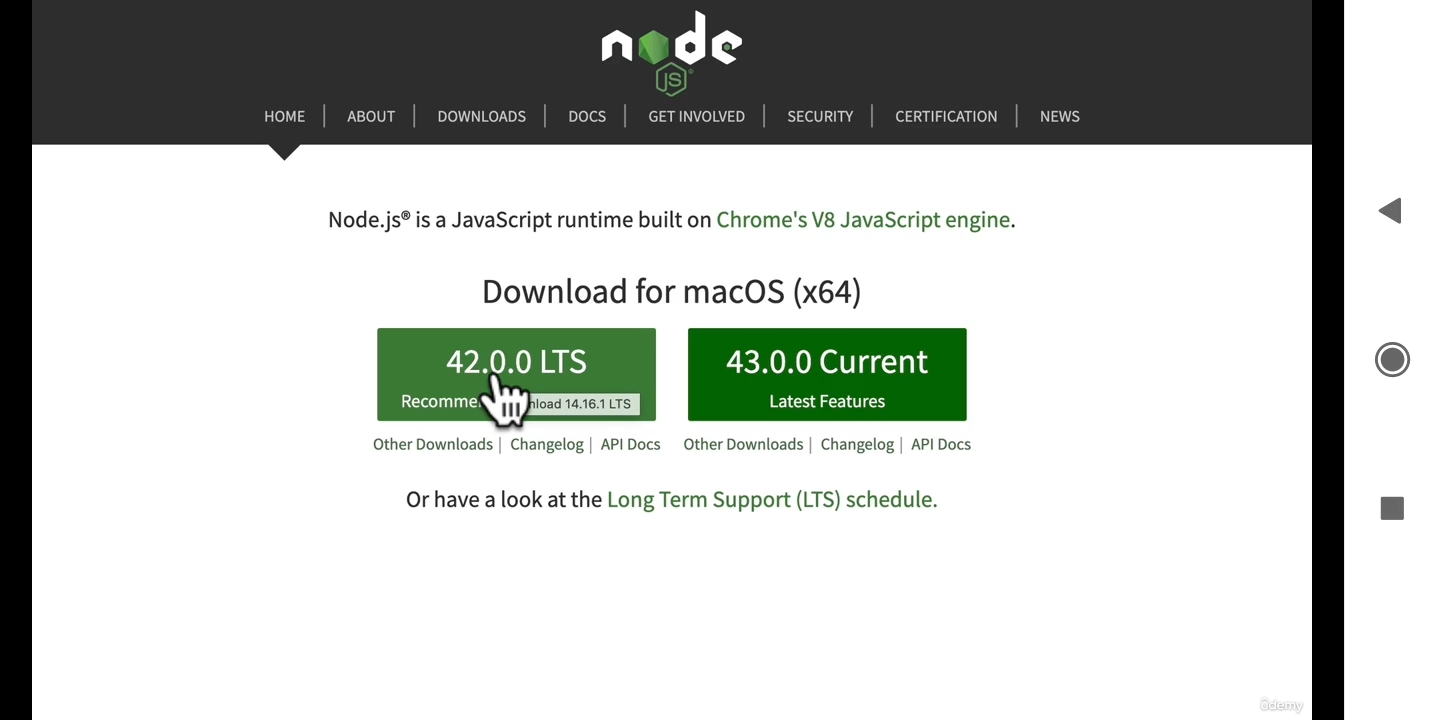 node
JS
HOME | ABOUT | DOWNLOADS | DOCS | GET INVOLVED | SECURITY | CERTIFICATION | NEWS
Node.js® is a JavaScript runtime built on Chrome's V8 JavaScript engine.
Download for macOS (x64)
42.0.0 LTS
Recomme
nload 14.16.1 LTS
43.0.0 Current
Latest Features
Other Downloads | Changelog | API Docs
Other Downloads | Changelog | API Docs
Or have a look at the Long Term Support (LTS) schedule.
ûdemy